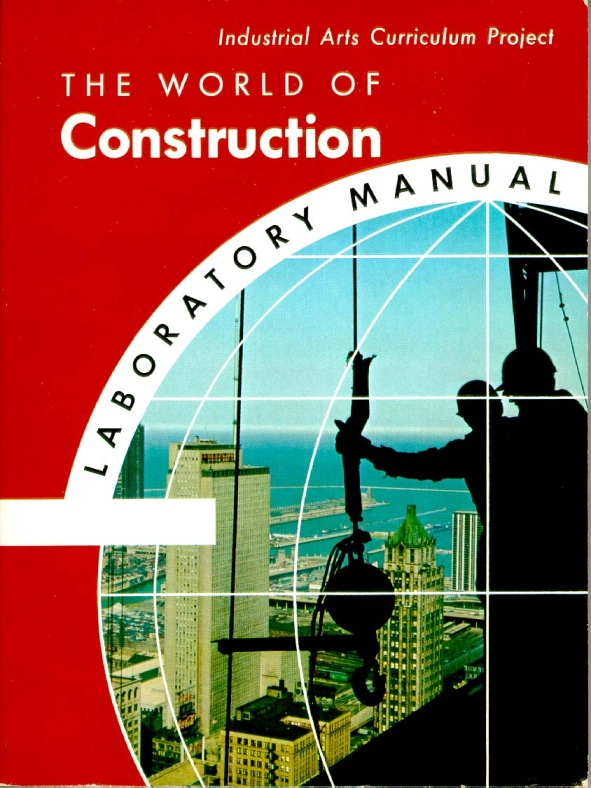 Industrial Arts Curriculum Project
THE WORLD OF
Construction
LABORATORY MANUAL